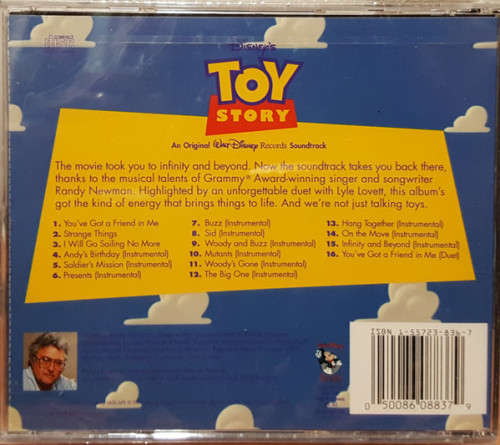 Disney's
TOY
STORY
An Original Walt Disney Records Soundtrack
The movie took you to infinity and beyond. Now the soundtrack takes you back there,
thanks to the musical talents of Grammy® Award-winning singer and songwriter
Randy Newman. Highlighted by an unforgettable duet with Lyle Lovett, this album's
got the kind of energy that brings things to life. And we're not just talking toys.
1. You've Got a Friend in Me
2. Strange Things
3. I Will Go Sailing No More
4. Andy's Birthday (Instrumental)
5. Soldier's Mission (Instrumental)
6. Presents (Instrumental)
7. Buzz (Instrumental)
8. Sid (Instrumental)
9. Woody and Buzz (Instrumental)
10. Mutants (Instrumental)
11. Woody's Gone (Instrumental)
12. The Big One (Instrumental)
13. Hang Together (Instrumental)
14. On the Move (Instrumental)
15. Infinity and Beyond (Instrumental)
16. You've Got a Friend in Me (Duet)
ISBN 1-55723-836-7
0 50086 08837 9